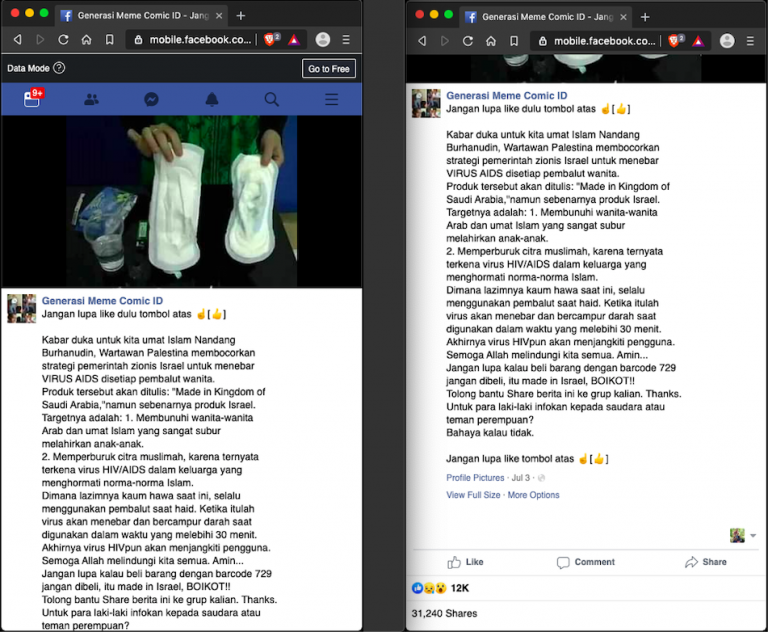 Generasi Meme Comic ID - Jang
mobile.facebook.co...
2
Data Mode ?
Go to Free
9+
Generasi Meme Comic ID
Jangan lupa like dulu tombol atas ☝️[👍]
Kabar duka untuk kita umat Islam Nandang
Burhanudin, Wartawan Palestina membocorkan
strategi pemerintah zionis Israel untuk menebar
VIRUS AIDS disetiap pembalut wanita.
Produk tersebut akan ditulis: "Made in Kingdom of
Saudi Arabia,"namun sebenarnya produk Israel.
Targetnya adalah: 1. Membunuhi wanita-wanita
Arab dan umat Islam yang sangat subur
melahirkan anak-anak.
2. Memperburuk citra muslimah, karena ternyata
terkena virus HIV/AIDS dalam keluarga yang
menghormati norma-norma Islam.
Dimana lazimnya kaum hawa saat ini, selalu
menggunakan pembalut saat haid. Ketika itulah
virus akan menebar dan bercampur darah saat
digunakan dalam waktu yang melebihi 30 menit.
Akhirnya virus HIVpun akan menjangkiti pengguna.
Semoga Allah melindungi kita semua. Amin...
Jangan lupa kalau beli barang dengan barcode 729
jangan dibeli, itu made in Israel, BOIKOT!!
Tolong bantu Share berita ini ke grup kalian. Thanks.
Untuk para laki-laki infokan kepada saudara atau
teman perempuan?
Generasi Meme Comic ID - Jang
mobile.facebook.co...
2
Generasi Meme Comic ID
Jangan lupa like dulu tombol atas ☝️[👍]
Kabar duka untuk kita umat Islam Nandang
Burhanudin, Wartawan Palestina membocorkan
strategi pemerintah zionis Israel untuk menebar
VIRUS AIDS disetiap pembalut wanita.
Produk tersebut akan ditulis: "Made in Kingdom of
Saudi Arabia,"namun sebenarnya produk Israel.
Targetnya adalah: 1. Membunuhi wanita-wanita
Arab dan umat Islam yang sangat subur
melahirkan anak-anak.
2. Memperburuk citra muslimah, karena ternyata
terkena virus HIV/AIDS dalam keluarga yang
menghormati norma-norma Islam.
Dimana lazimnya kaum hawa saat ini, selalu
menggunakan pembalut saat haid. Ketika itulah
virus akan menebar dan bercampur darah saat
digunakan dalam waktu yang melebihi 30 menit.
Akhirnya virus HIVpun akan menjangkiti pengguna.
Semoga Allah melindungi kita semua. Amin...
Jangan lupa kalau beli barang dengan barcode 729
jangan dibeli, itu made in Israel, BOIKOT!!
Tolong bantu Share berita ini ke grup kalian. Thanks.
Untuk para laki-laki infokan kepada saudara atau
teman perempuan?
Bahaya kalau tidak.
Jangan lupa like tombol atas ☝️[👍]
Profile Pictures · Jul 3 ·
View Full Size · More Options
Like
Comment
Share
12K
31,240 Shares